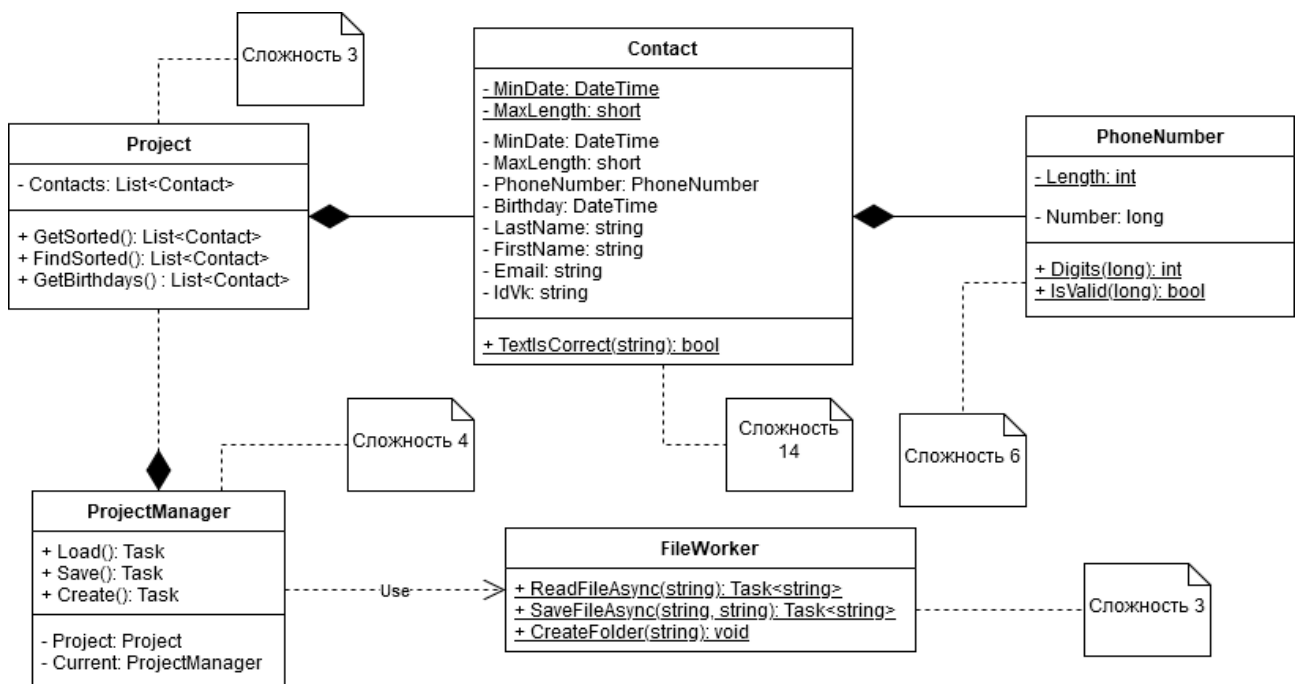 Сложность 3
Contact
- MinDate: DateTime
- MaxLength: short
- MinDate: DateTime
- MaxLength: short
- PhoneNumber: PhoneNumber
- Birthday: DateTime
- LastName: string
- FirstName: string
- Email: string
- IdVk: string
+ TextIsCorrect(string): bool
Project
- Contacts: List<Contact>
+ GetSorted(): List<Contact>
+ FindSorted(): List<Contact>
+ GetBirthdays() : List<Contact>
PhoneNumber
- Length: int
- Number: long
+ Digits(long): int
+ IsValid(long): bool
Сложность 4
Сложность
14
Сложность 6
ProjectManager
+ Load(): Task
+ Save(): Task
+ Create(): Task
- Project: Project
- Current: ProjectManager
Use
FileWorker
+ ReadFileAsync(string): Task<string>
+ SaveFileAsync(string, string): Task<string>
+ CreateFolder(string): void
Сложность 3